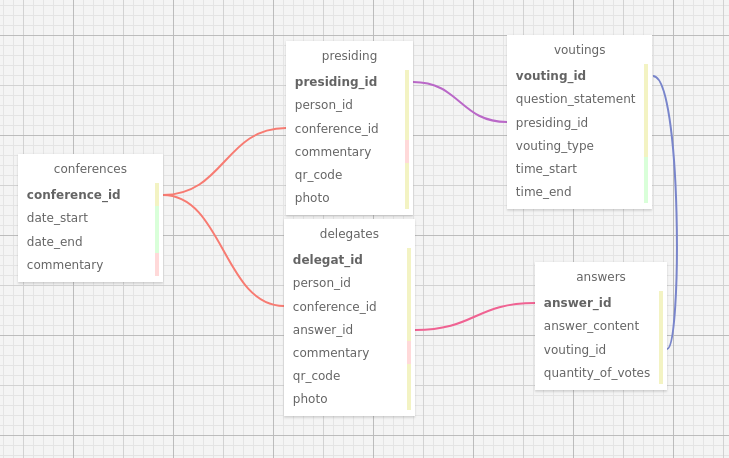 conferences
conference_id
date_start
date_end
commentary
presiding
presiding_id
person_id
conference_id
commentary
qr_code
photo
delegates
delegat_id
person_id
conference_id
answer_id
commentary
qr_code
photo
voutings
vouting_id
question_statement
presiding_id
vouting_type
time_start
time_end
answers
answer_id
answer_content
vouting_id
quantity_of_votes